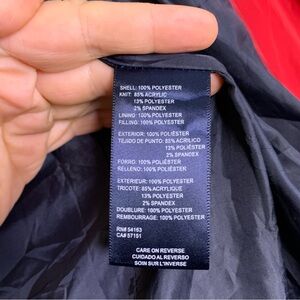 SHELL: 100% POLYESTER
KNIT: 85% ACRYLIC
13% POLYESTER
2% SPANDEX
LINING: 100% POLYESTER
FILLING: 100% POLYESTER
EXTERIOR: 100% POLIÉSTER
TEJIDO DE PUNTO: 85% ACRÍLICO
13% POLIÉSTER
2% SPANDEX
FORRO: 100% POLIÉSTER
RELLENO: 100% POLIÉSTER
EXTERIEUR: 100% POLYESTER
TRICOTE: 85% ACRYLIQUE
13% POLYESTER
2% SPANDEX
DOUBLURE: 100% POLYESTER
REMBOURRAGE: 100% POLYESTER
RN# 54163
CA# 57151
CARE ON REVERSE
CUIDADO AL REVERSO
SOIN SUR L'INVERSE